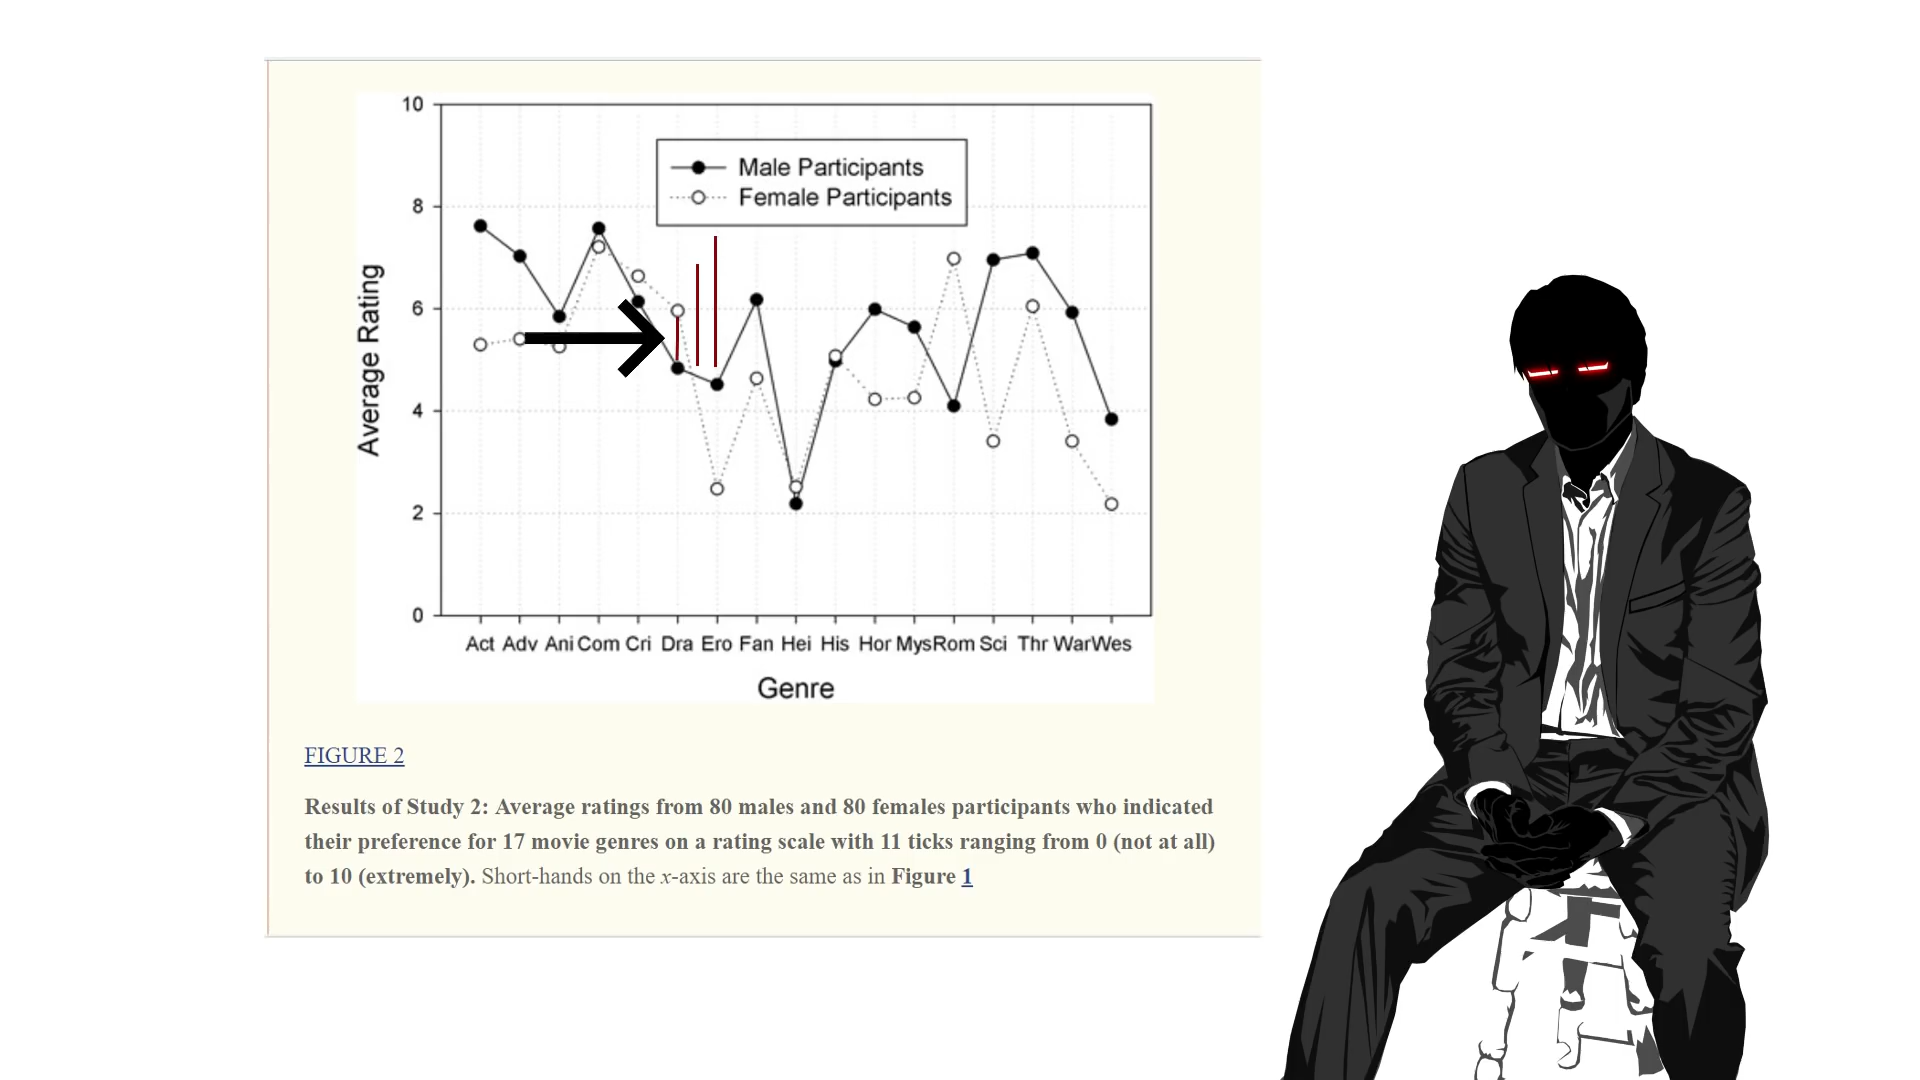 10
8
6
4
2
0
Average Rating
Male Participants
Female Participants
Act Adv Ani Com Cri Dra Ero Fan Hei His Hor Mys Rom Sci Thr War Wes
Genre
FIGURE 2
Results of Study 2: Average ratings from 80 males and 80 females participants who indicated
their preference for 17 movie genres on a rating scale with 11 ticks ranging from 0 (not at all)
to 10 (extremely). Short-hands on the x-axis are the same as in Figure 1